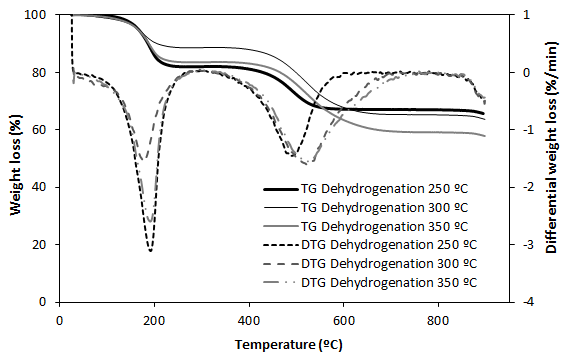 100
80
60
40
20
0
Weight loss (%)
1
0
-1
-2
-3
-4
Differential weight loss (%/min)
TG Dehydrogenation 250 ºC
TG Dehydrogenation 300 ºC
TG Dehydrogenation 350 ºC
DTG Dehydrogenation 250 ºC
DTG Dehydrogenation 300 ºC
DTG Dehydrogenation 350 ºC
0 200 400 600 800
Temperature (ºC)